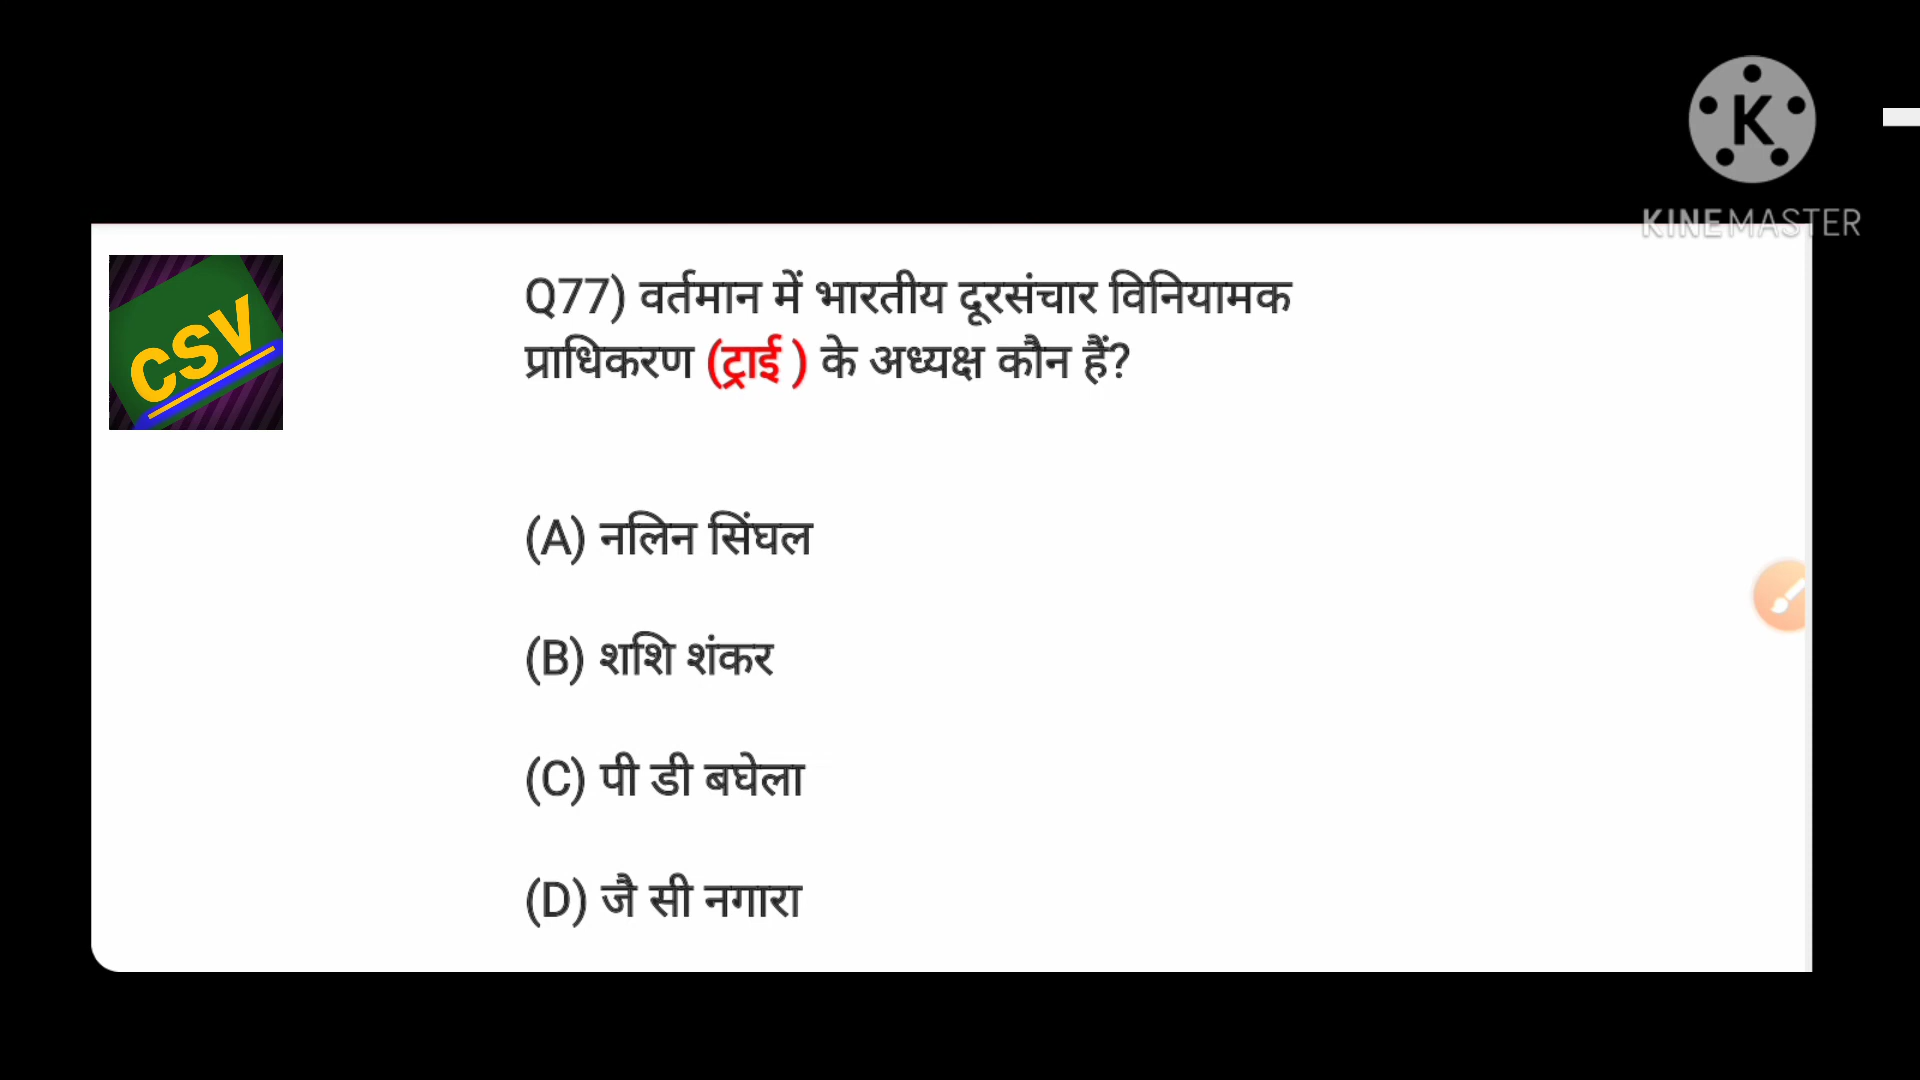 K
KINEMASTER
CSV
Q77) वर्तमान में भारतीय दूरसंचार विनियामक
प्राधिकरण (ट्राई ) के अध्यक्ष कौन हैं?
(A) नलिन सिंघल
(B) शशि शंकर
(C) पी डी बघेला
(D) जै सी नगारा